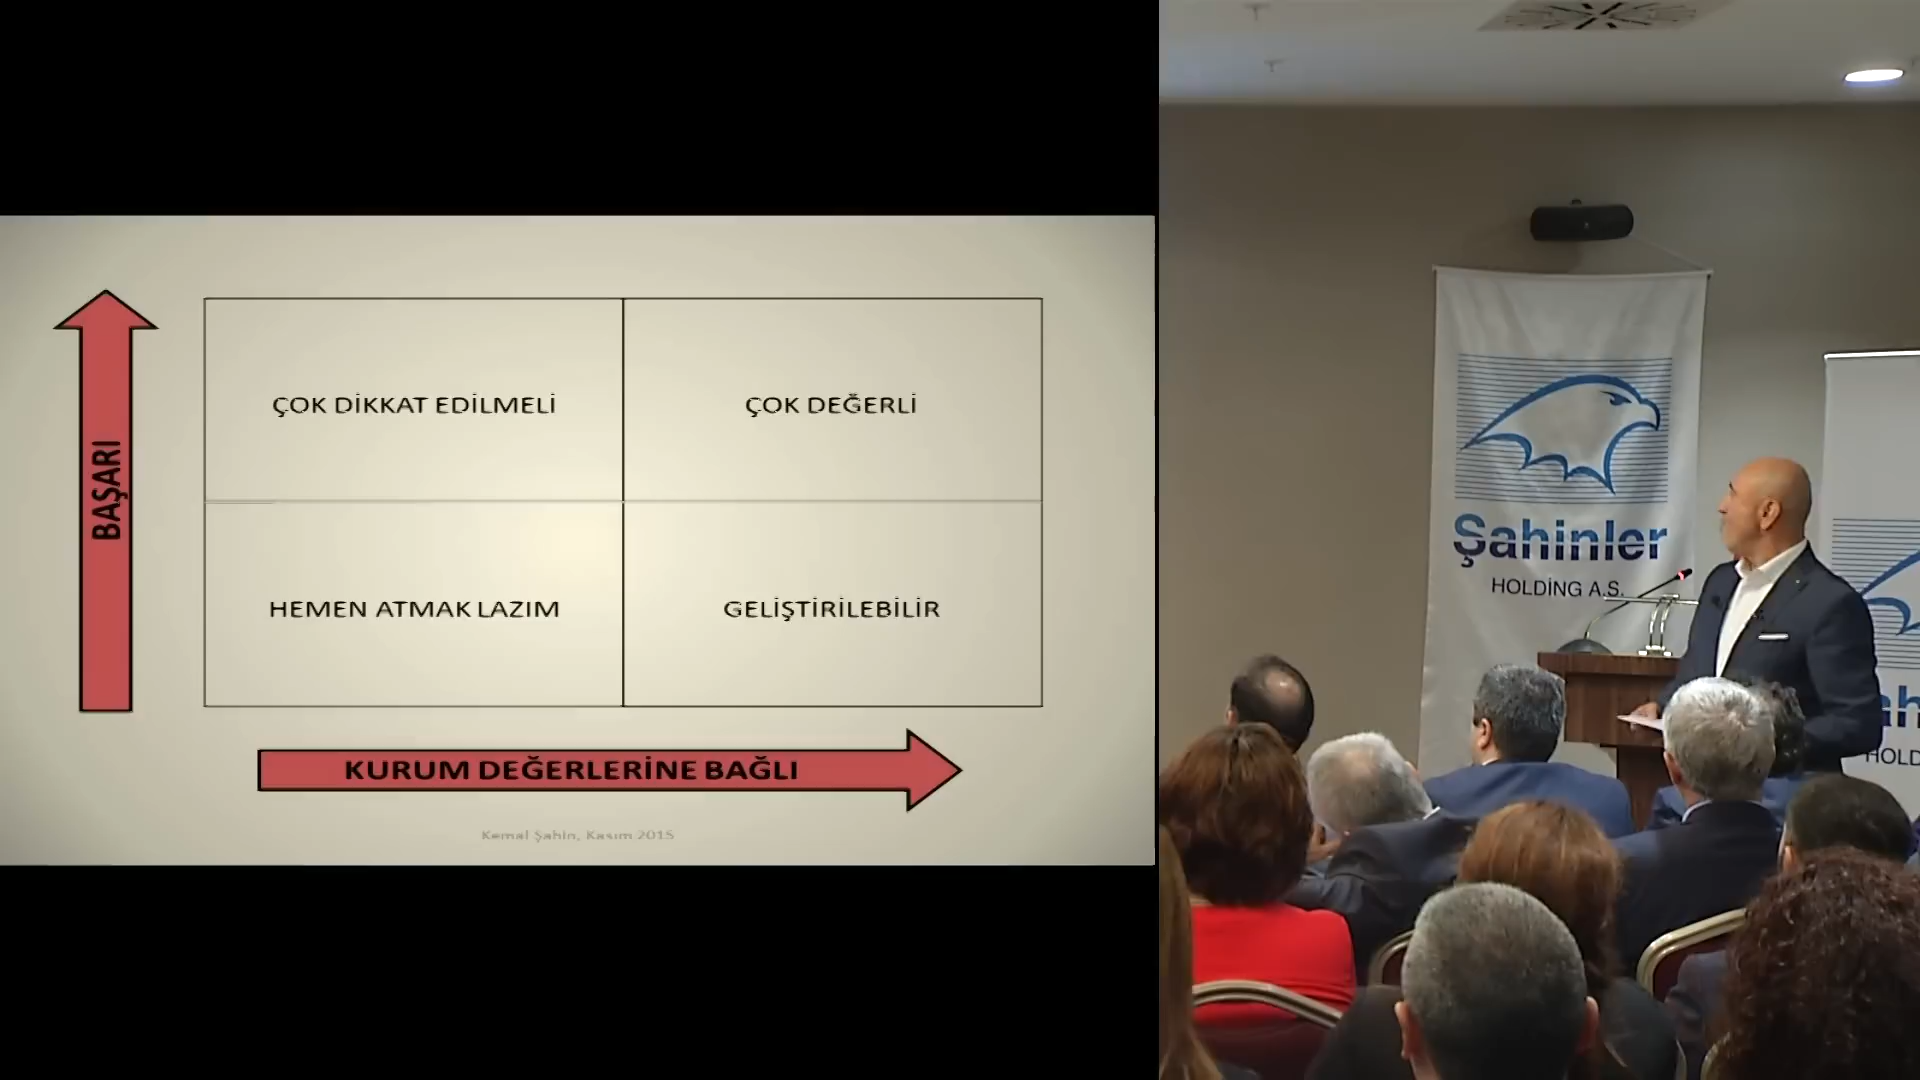 BAŞARI
ÇOK DİKKAT EDİLMELİ
ÇOK DEĞERLİ
HEMEN ATMAK LAZIM
GELİŞTİRİLEBİLİR
KURUM DEĞERLERİNE BAĞLI
Kemal Şahin, Kasım 2015
Şahinler
HOLDİNG A.Ş.
ah
HOLD